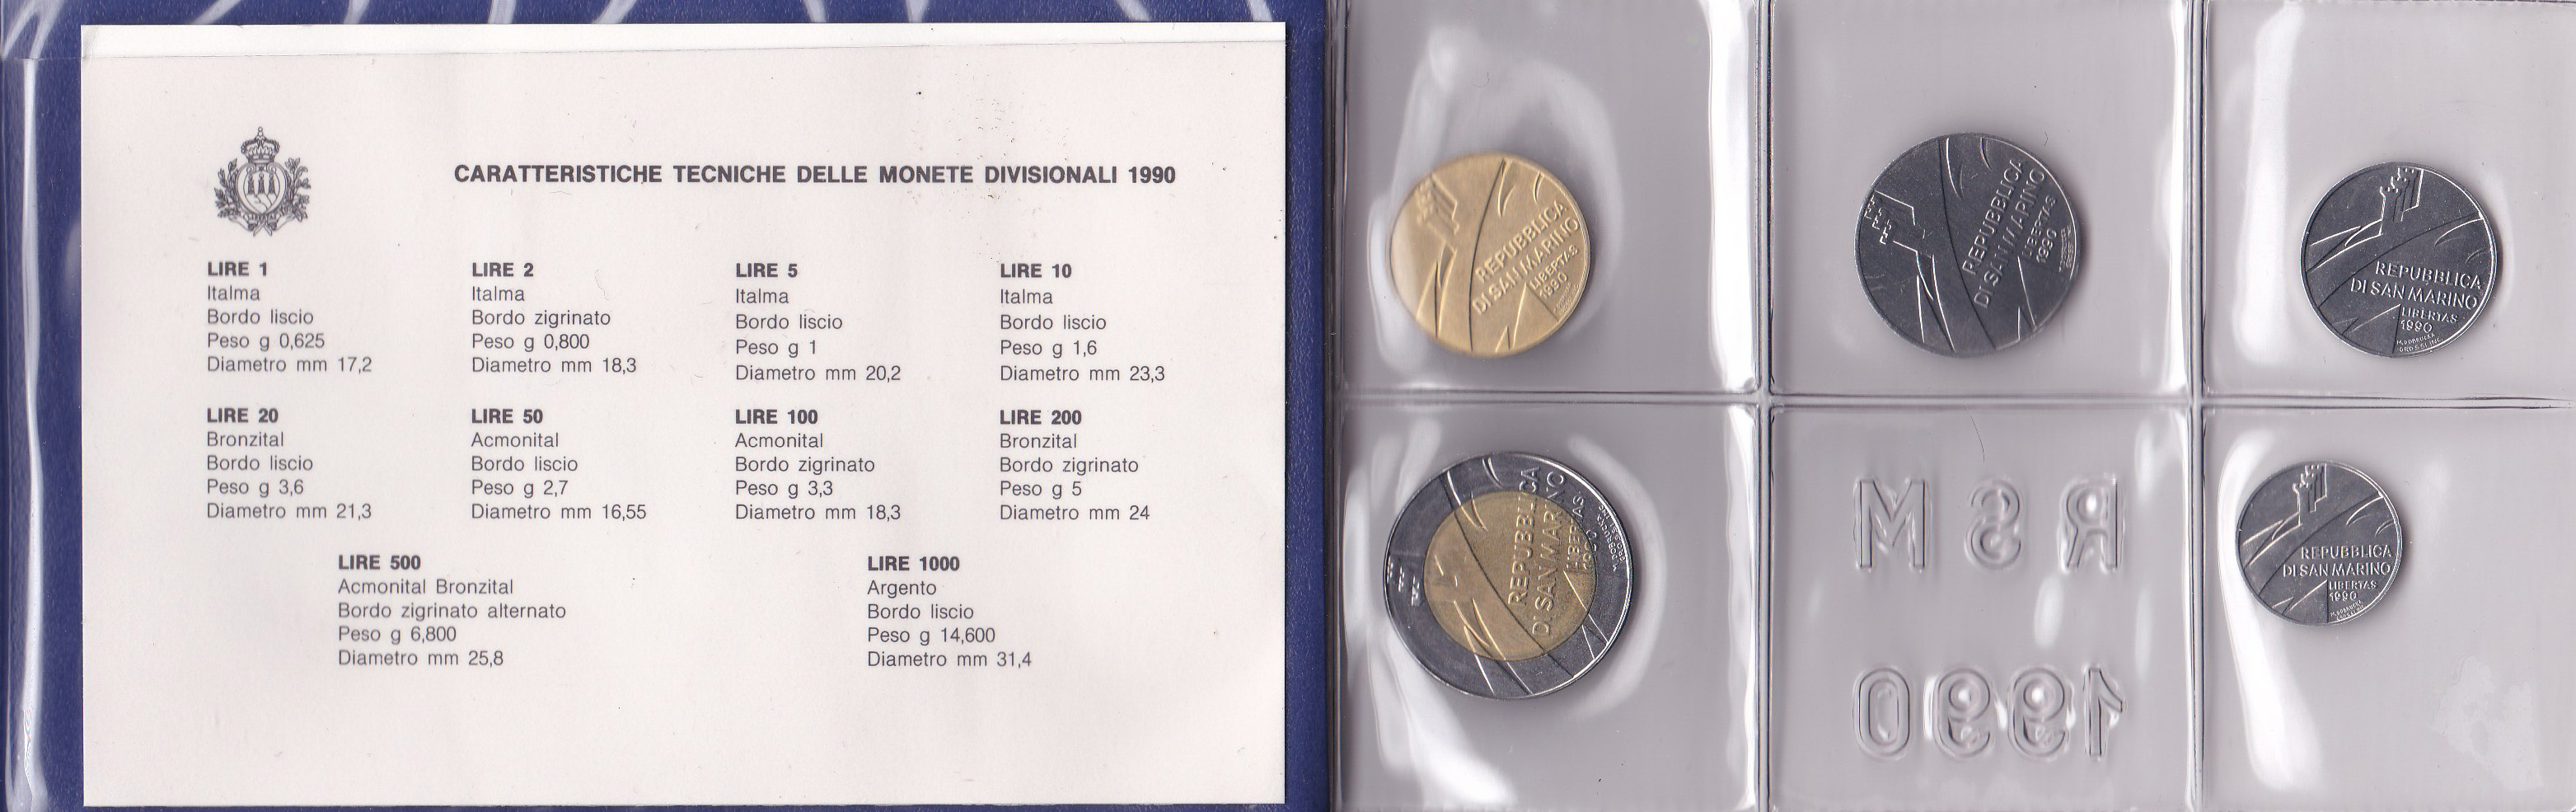 CARATTERISTICHE TECNICHE DELLE MONETE DIVISIONALI 1990
LIRE 1
Italma
Bordo liscio
Peso g 0,625
Diametro mm 17,2
LIRE 2
Italma
Bordo zigrinato
Peso g 0,800
Diametro mm 18,3
LIRE 5
Italma
Bordo liscio
Peso g 1
Diametro mm 20,2
LIRE 10
Italma
Bordo liscio
Peso g 1,6
Diametro mm 23,3
LIRE 20
Bronzital
Bordo liscio
Peso g 3,6
Diametro mm 21,3
LIRE 50
Acmonital
Bordo liscio
Peso g 2,7
Diametro mm 16,55
LIRE 100
Acmonital
Bordo zigrinato
Peso g 3,3
Diametro mm 18,3
LIRE 200
Bronzital
Bordo zigrinato
Peso g 5
Diametro mm 24
LIRE 500
Acmonital Bronzital
Bordo zigrinato alternato
Peso g 6,800
Diametro mm 25,8
LIRE 1000
Argento
Bordo liscio
Peso g 14,600
Diametro mm 31,4
REPUBBLICA
DI SAN MARINO
LIBERTAS
1990
REPUBBLICA
DI SAN MARINO
LIBERTAS
1990
REPUBBLICA
DI SAN MARINO
LIBERTAS
1990
REPUBBLICA
DI SAN MARINO
LIBERTAS
1990
RSM
1990
REPUBBLICA
DI SAN MARINO
LIBERTAS
1990